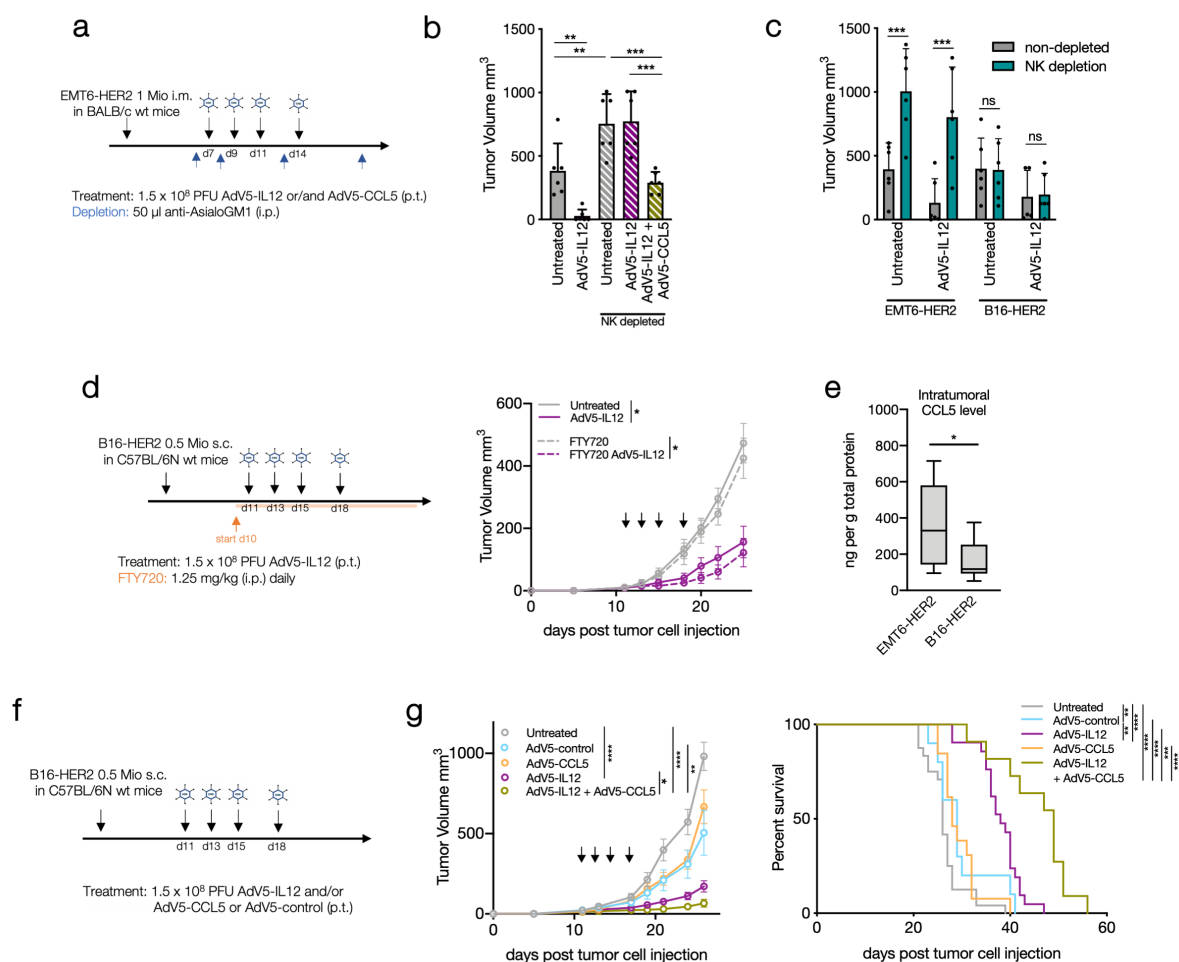 a
EMT6-HER2 1 Mio i.m.
in BALB/c wt mice
d7
d9
d11
d14
Treatment: 1.5 x 10⁸ PFU AdV5-IL12 or/and AdV5-CCL5 (p.t.)
Depletion: 50 µl anti-AsialoGM1 (i.p.)
b
Tumor Volume mm³
1500
1000
500
0
**
**
***
***
Untreated
AdV5-IL12
Untreated
AdV5-IL12
AdV5-IL12 +
AdV5-CCL5
NK depleted
c
Tumor Volume mm³
1500
1000
500
0
***
***
ns
ns
non-depleted
NK depletion
Untreated
AdV5-IL12
Untreated
AdV5-IL12
EMT6-HER2
B16-HER2
d
B16-HER2 0.5 Mio s.c.
in C57BL/6N wt mice
d11
d13
d15
d18
start d10
Treatment: 1.5 x 10⁸ PFU AdV5-IL12 (p.t.)
FTY720: 1.25 mg/kg (i.p.) daily
Tumor Volume mm³
600
400
200
0
Untreated
AdV5-IL12
*
FTY720
FTY720 AdV5-IL12
*
0
10
20
days post tumor cell injection
e
Intratumoral
CCL5 level
ng per g total protein
1000
800
600
400
200
0
*
EMT6-HER2
B16-HER2
f
B16-HER2 0.5 Mio s.c.
in C57BL/6N wt mice
d11
d13
d15
d18
Treatment: 1.5 x 10⁸ PFU AdV5-IL12 and/or
AdV5-CCL5 or AdV5-control (p.t.)
g
Tumor Volume mm³
1000
500
0
Untreated
AdV5-control
AdV5-CCL5
AdV5-IL12
AdV5-IL12 + AdV5-CCL5
****
*
****
**
0
10
20
days post tumor cell injection
Percent survival
100
50
0
Untreated
AdV5-control
AdV5-IL12
AdV5-CCL5
AdV5-IL12
+ AdV5-CCL5
**
**
****
****
****
***
****
0
20
40
60
days post tumor cell injection